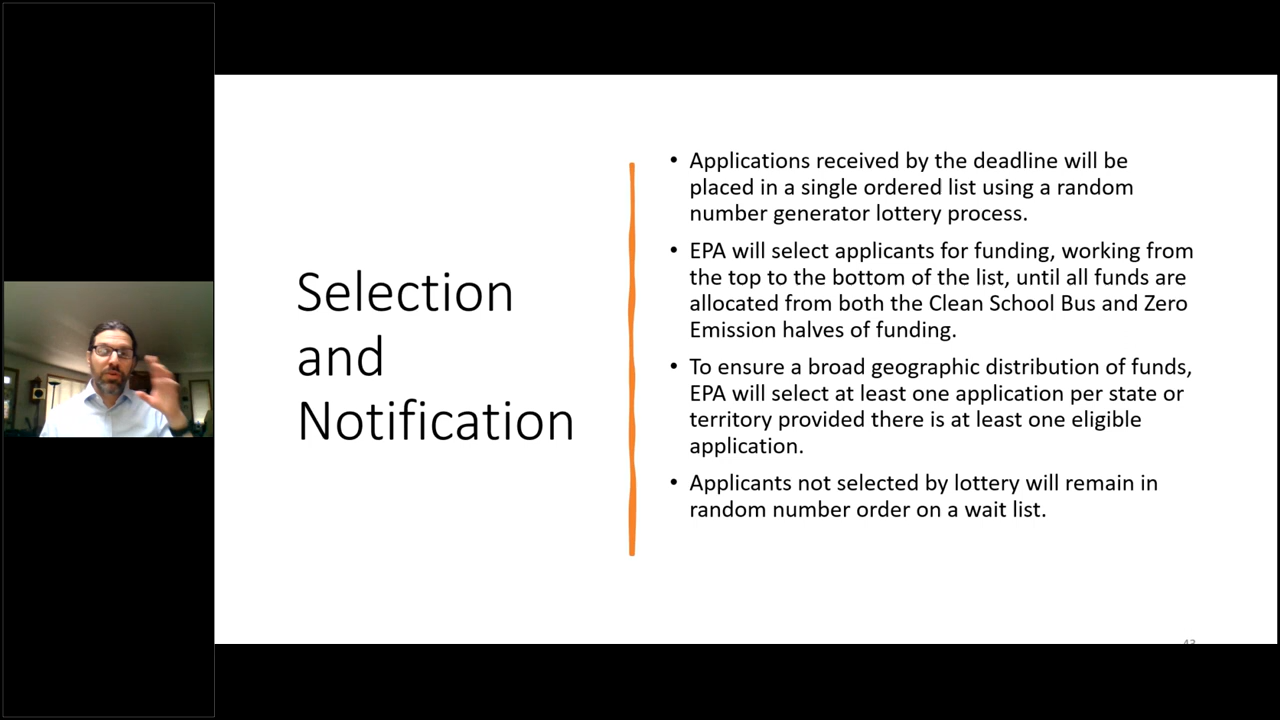 Selection
and
Notification
• Applications received by the deadline will be
placed in a single ordered list using a random
number generator lottery process.
• EPA will select applicants for funding, working from
the top to the bottom of the list, until all funds are
allocated from both the Clean School Bus and Zero
Emission halves of funding.
• To ensure a broad geographic distribution of funds,
EPA will select at least one application per state or
territory provided there is at least one eligible
application.
• Applicants not selected by lottery will remain in
random number order on a wait list.
43